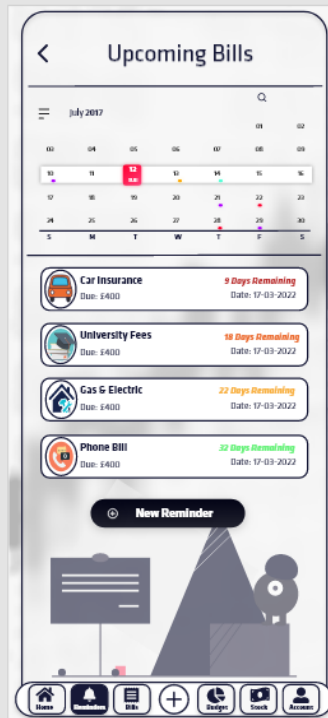 Upcoming Bills
July 2017
01 02
03 04 05 06 07 08 09
10 11 12 13 14 15 16
17 18 19 20 21 22 23
24 25 26 27 28 29 30
S M T W T F S
Car Insurance 9 Days Remaining
Due: £400 Date: 17-03-2022
University Fees 18 Days Remaining
Due: £400 Date: 17-03-2022
Gas & Electric 22 Days Remaining
Due: £400 Date: 17-03-2022
Phone Bill 32 Days Remaining
Due: £400 Date: 17-03-2022
New Reminder
Home Reminders Bills Budget Stock Account